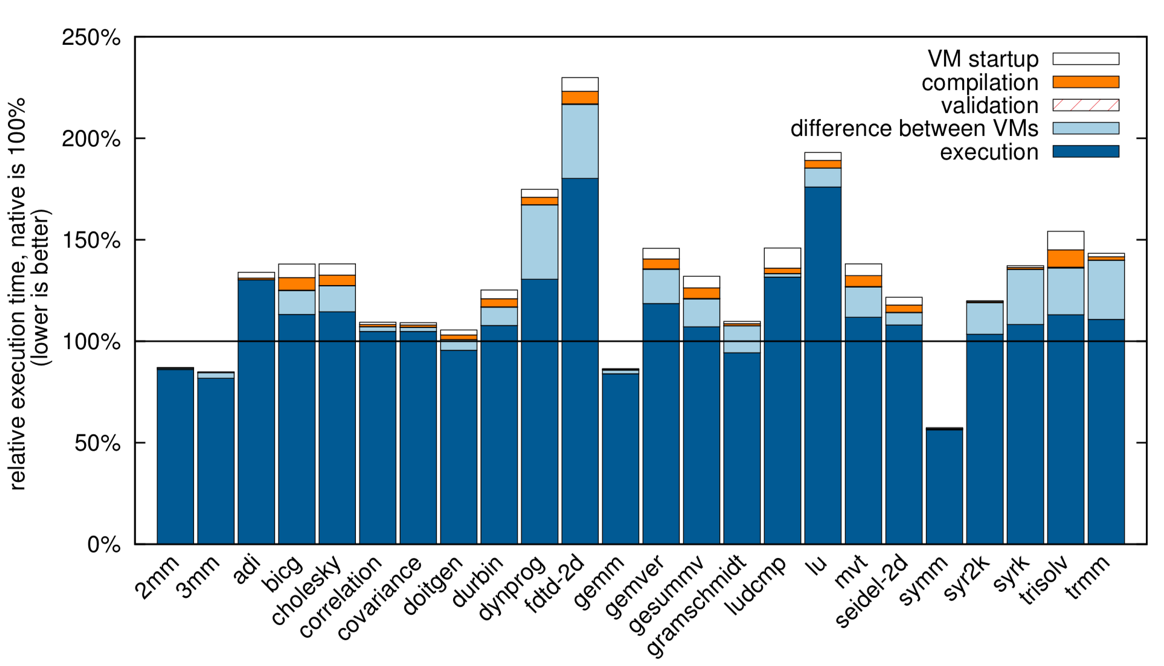 250%
200%
150%
100%
50%
0%
relative execution time, native is 100%
(lower is better)
VM startup
compilation
validation
difference between VMs
execution
2mm
3mm
adi
bicg
cholesky
correlation
covariance
doitgen
durbin
dynprog
fdtd-2d
gemm
gemver
gesummv
gramschmidt
ludcmp
lu
mvt
seidel-2d
symm
syr2k
syrk
trisolv
trmm